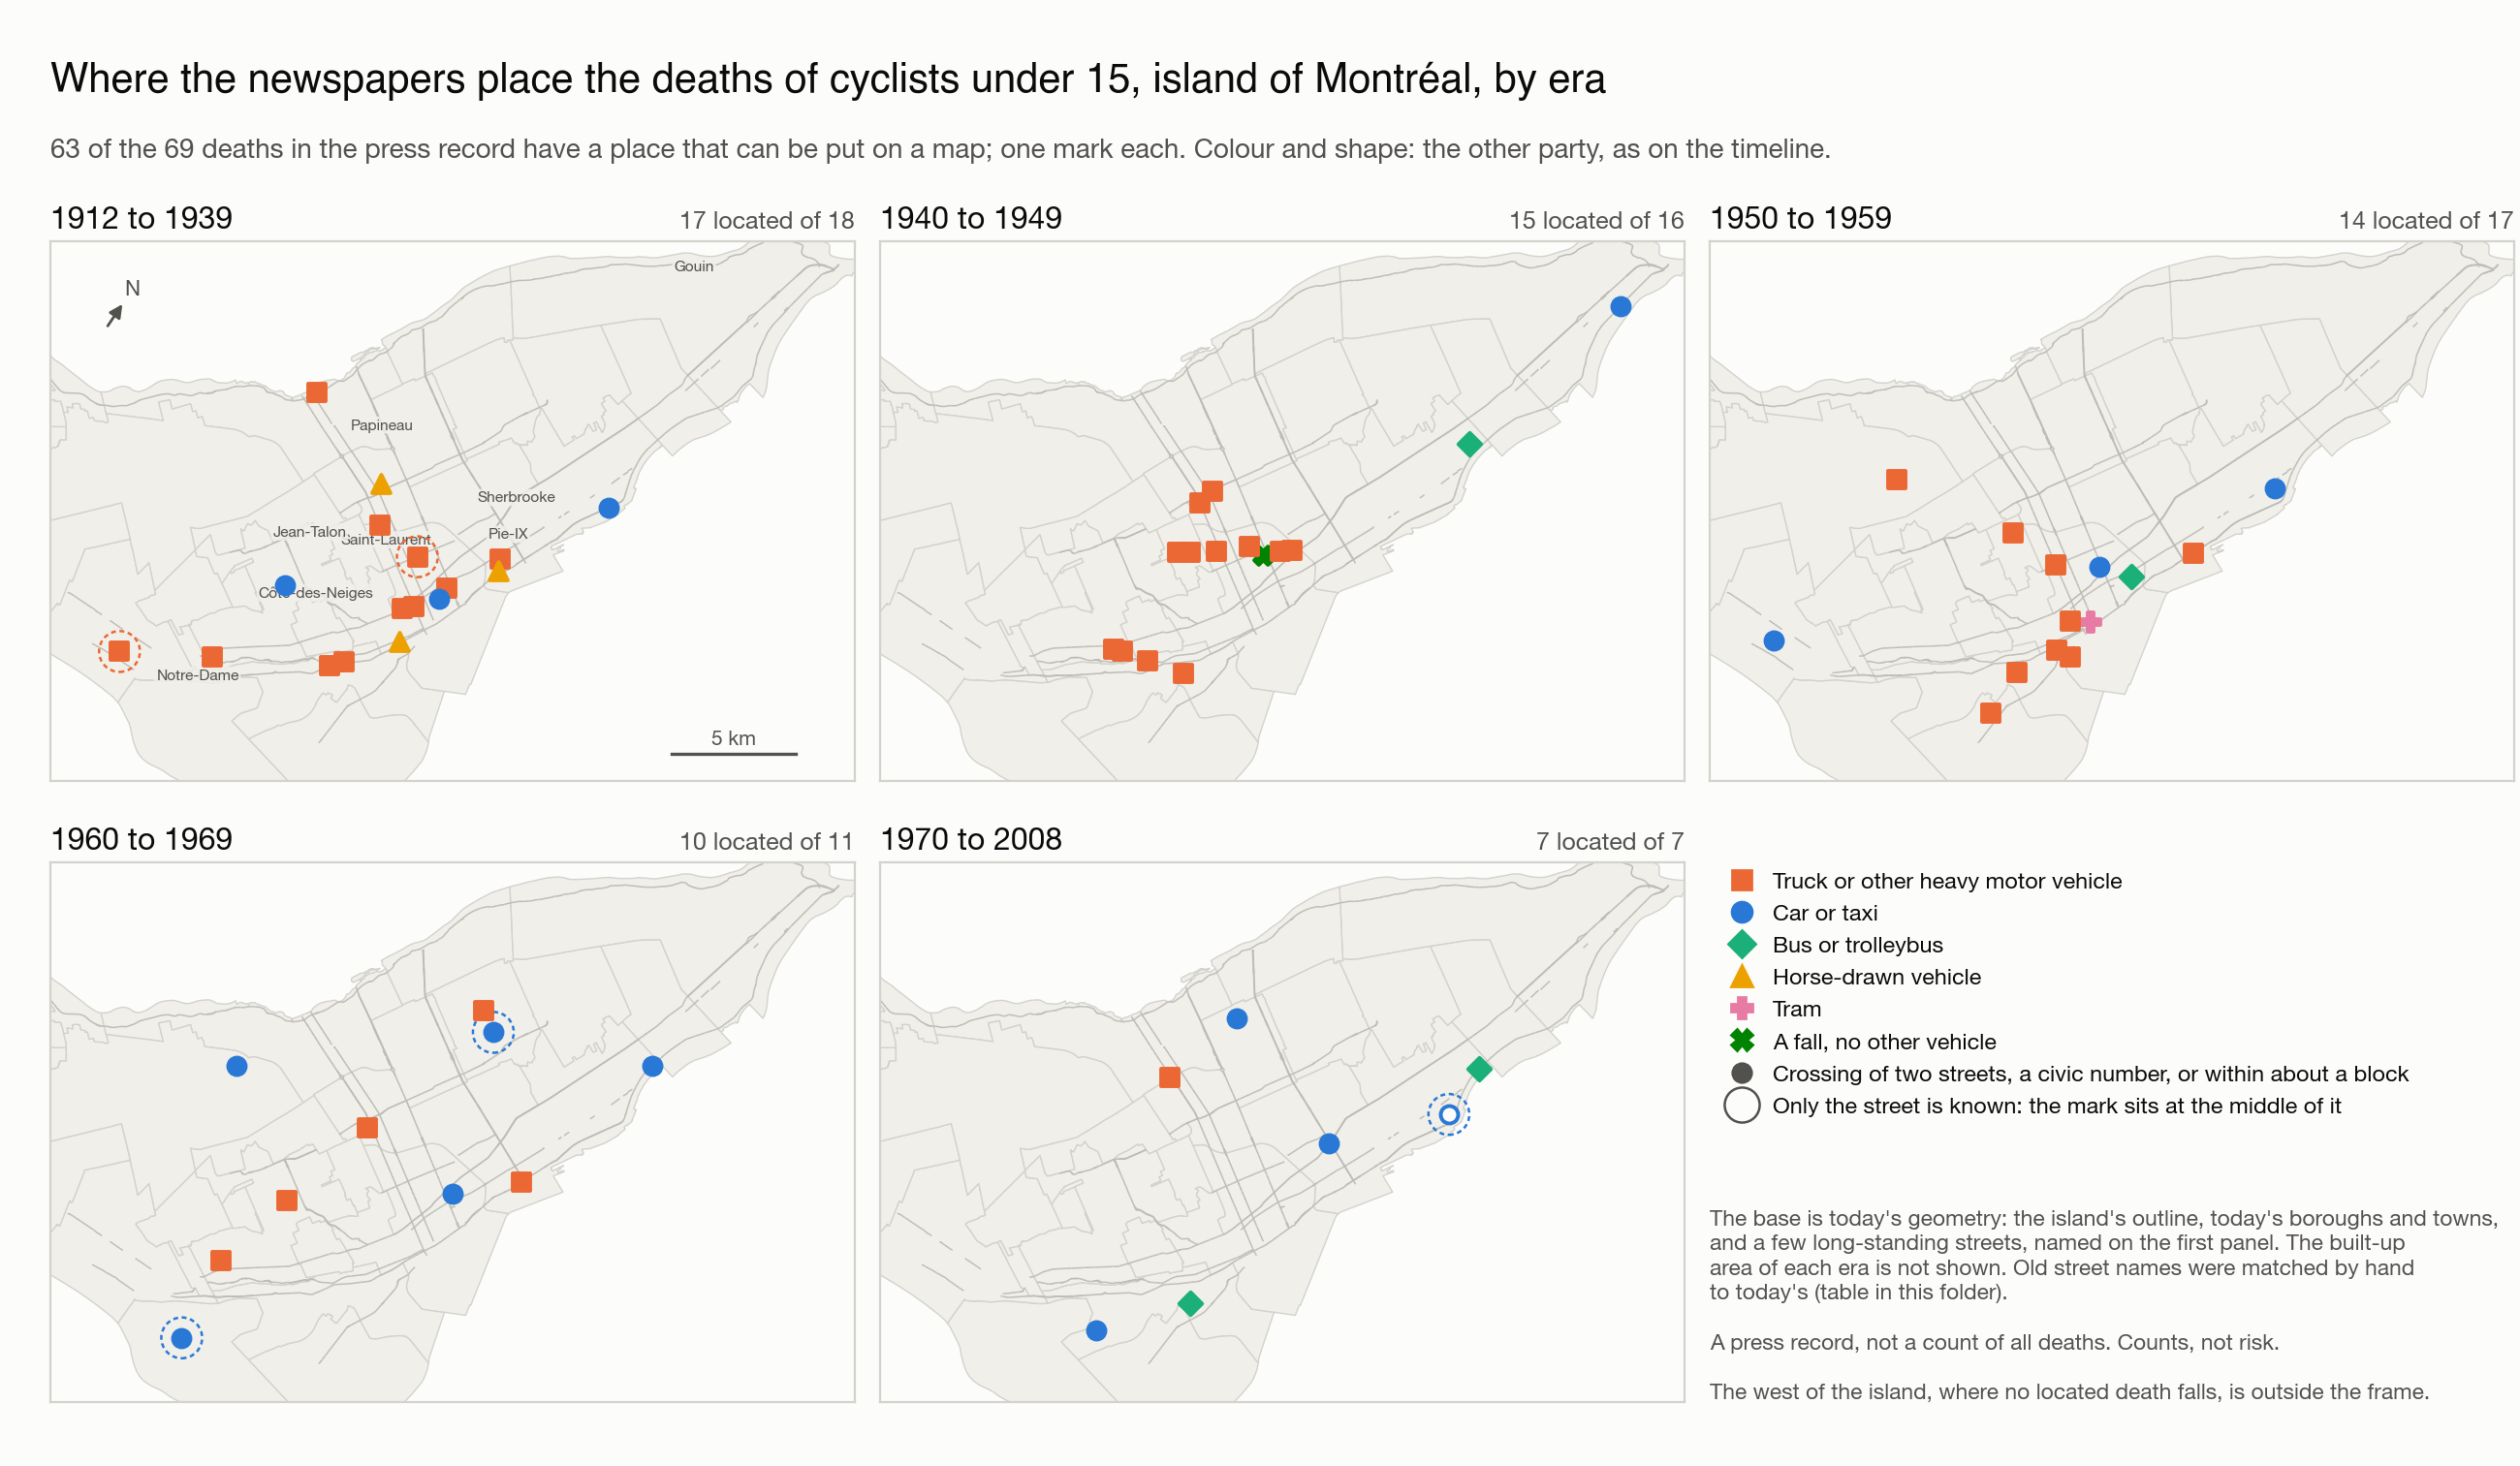 Where the newspapers place the deaths of cyclists under 15, island of Montréal, by era
63 of the 69 deaths in the press record have a place that can be put on a map; one mark each. Colour and shape: the other party, as on the timeline.
1912 to 1939
17 located of 18
N
Gouin
Papineau
Sherbrooke
Jean-Talon
Saint-Laurent
Pie-IX
Côte-des-Neiges
Notre-Dame
5 km
1940 to 1949
15 located of 16
1950 to 1959
14 located of 17
1960 to 1969
10 located of 11
1970 to 2008
7 located of 7
Truck or other heavy motor vehicle
Car or taxi
Bus or trolleybus
Horse-drawn vehicle
Tram
A fall, no other vehicle
Crossing of two streets, a civic number, or within about a block
Only the street is known: the mark sits at the middle of it
The base is today's geometry: the island's outline, today's boroughs and towns,
and a few long-standing streets, named on the first panel. The built-up
area of each era is not shown. Old street names were matched by hand
to today's (table in this folder).
A press record, not a count of all deaths. Counts, not risk.
The west of the island, where no located death falls, is outside the frame.